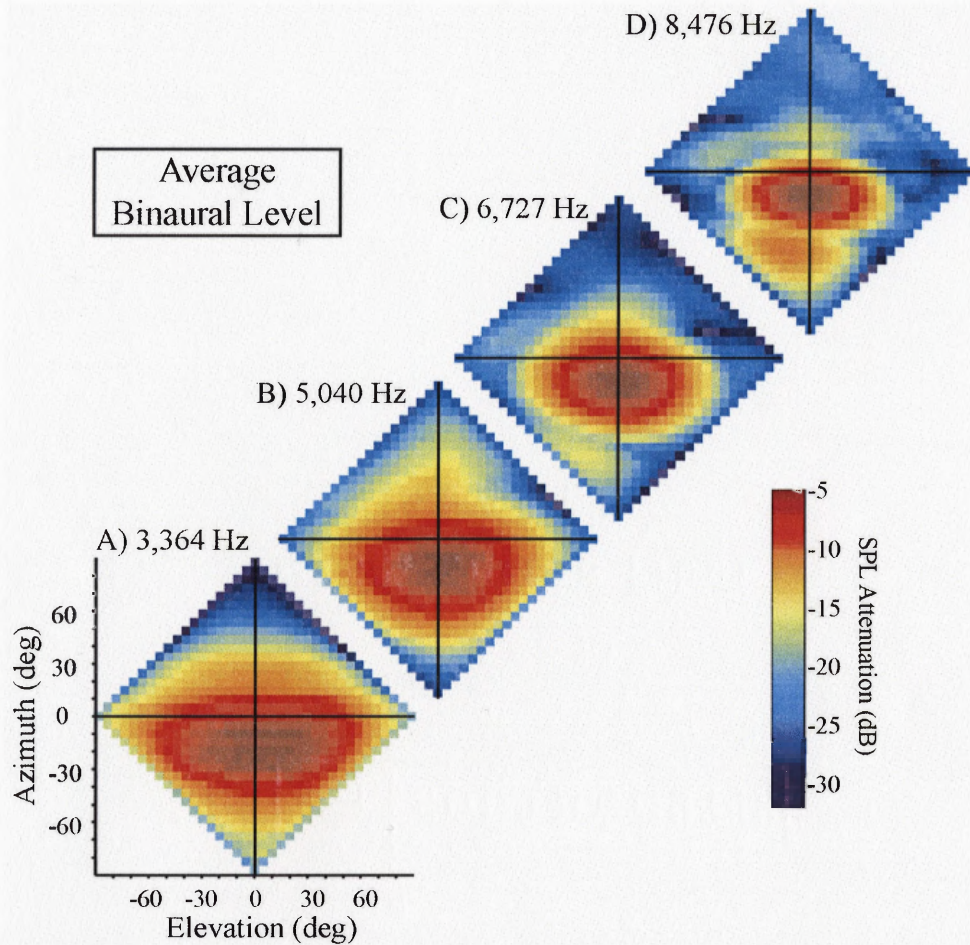 D) 8,476 Hz
Average
Binaural Level
C) 6,727 Hz
B) 5,040 Hz
A) 3,364 Hz
-5
-10
-15
-20
-25
-30
SPL Attenuation (dB)
60
30
0
-30
-60
Azimuth (deg)
-60 -30 0 30 60
Elevation (deg)